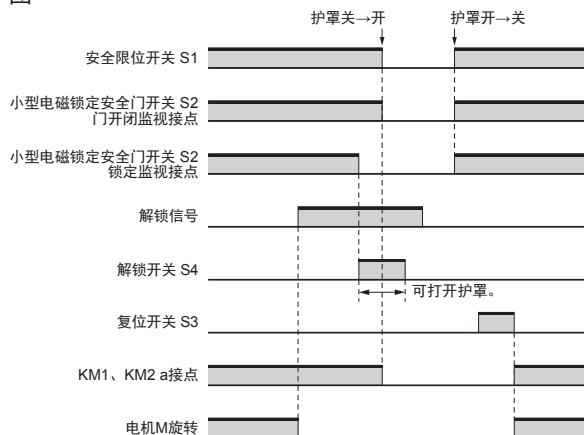 护罩关→开
护罩开→关
安全限位开关 S1
小型电磁锁定安全门开关 S2
门开闭监视接点
小型电磁锁定安全门开关 S2
锁定监视接点
解锁信号
解锁开关 S4
可打开护罩。
复位开关 S3
KM1、KM2 a接点
电机M旋转